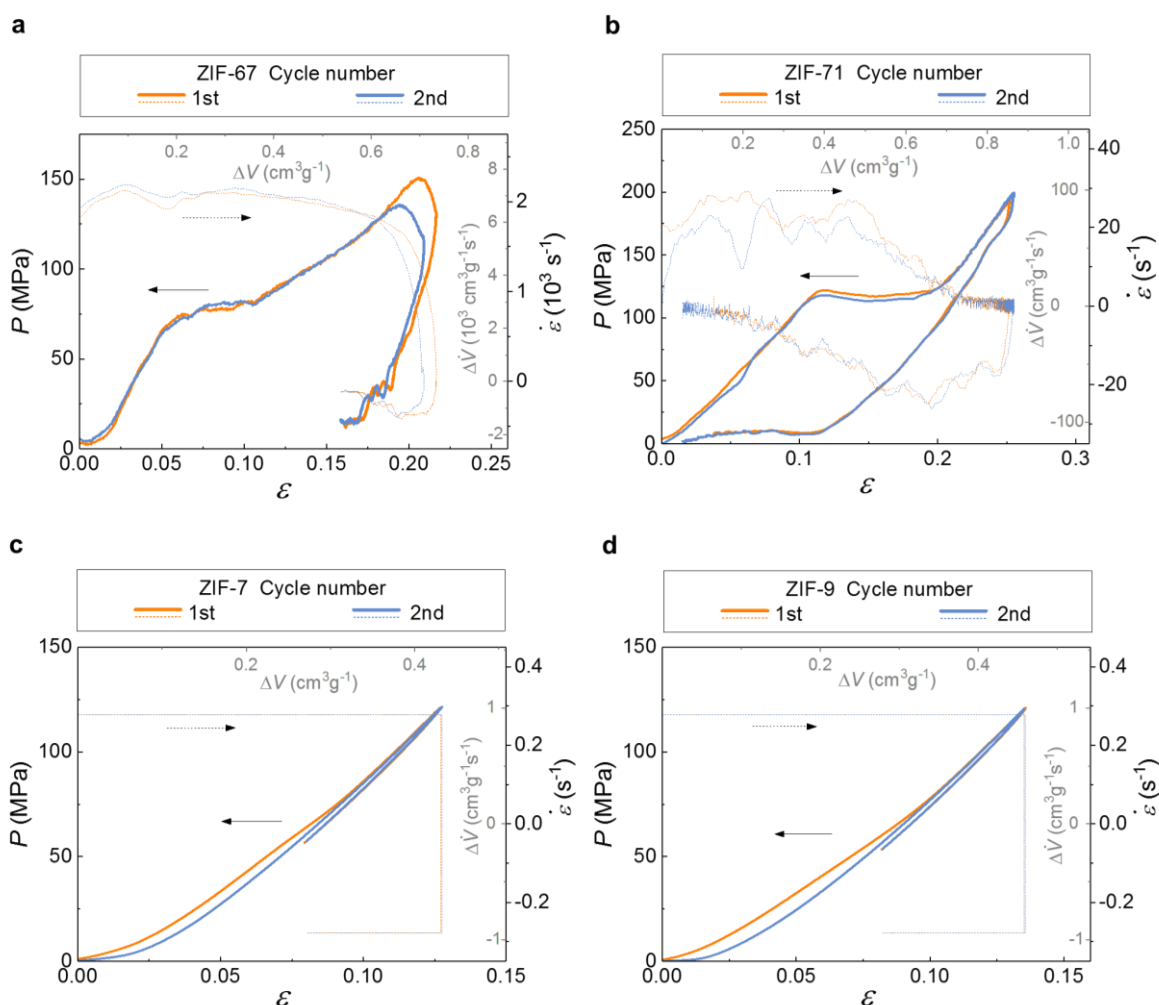 a
ZIF-67 Cycle number
1st 2nd
0.2 0.4 0.6 0.8
ΔV (cm³g⁻¹)
P (MPa)
150
100
50
0
0.00 0.05 0.10 0.15 0.20 0.25
ε
ΔV̇ (10³ cm³g⁻¹s⁻¹)
8
6
4
2
0
-2
ε̇ (10³ s⁻¹)
2
1
0
b
ZIF-71 Cycle number
1st 2nd
0.2 0.4 0.6 0.8 1.0
ΔV (cm³g⁻¹)
P (MPa)
250
200
150
100
50
0
0.0 0.1 0.2 0.3
ε
ΔV̇ (cm³g⁻¹s⁻¹)
100
0
-100
ε̇ (s⁻¹)
40
20
0
-20
c
ZIF-7 Cycle number
1st 2nd
0.2 0.4
ΔV (cm³g⁻¹)
P (MPa)
150
100
50
0
0.00 0.05 0.10 0.15
ε
ΔV̇ (cm³g⁻¹s⁻¹)
1
0
-1
ε̇ (s⁻¹)
0.4
0.2
0.0
-0.2
d
ZIF-9 Cycle number
1st 2nd
0.2 0.4
ΔV (cm³g⁻¹)
P (MPa)
150
100
50
0
0.00 0.05 0.10 0.15
ε
ΔV̇ (cm³g⁻¹s⁻¹)
1
0
-1
ε̇ (s⁻¹)
0.4
0.2
0.0
-0.2